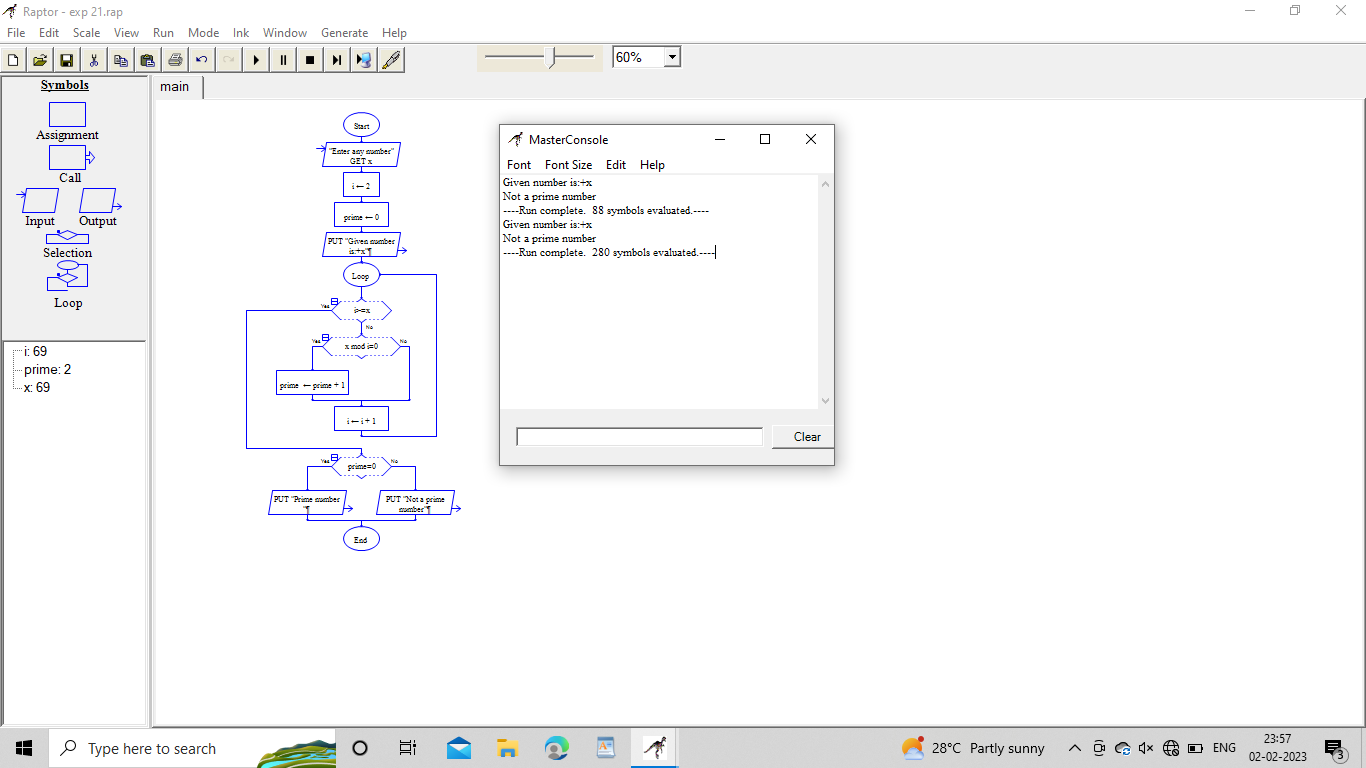 Raptor - exp 21.rap
File Edit Scale View Run Mode Ink Window Generate Help
60%
Symbols
Assignment
Call
Input Output
Selection
Loop
i: 69
prime: 2
x: 69
main
Start
"Enter any number"
GET x
i ← 2
prime ← 0
PUT "Given number
is:+x"¶
Loop
Yes
i>=x
No
Yes
x mod i=0
No
prime ← prime + 1
i ← i + 1
Yes
prime=0
No
PUT "Prime number
"¶
PUT "Not a prime
number"¶
End
MasterConsole
Font Font Size Edit Help
Given number is:+x
Not a prime number
----Run complete. 88 symbols evaluated.----
Given number is:+x
Not a prime number
----Run complete. 280 symbols evaluated.----
Clear
Type here to search
28°C Partly sunny
ENG
23:57
02-02-2023
3